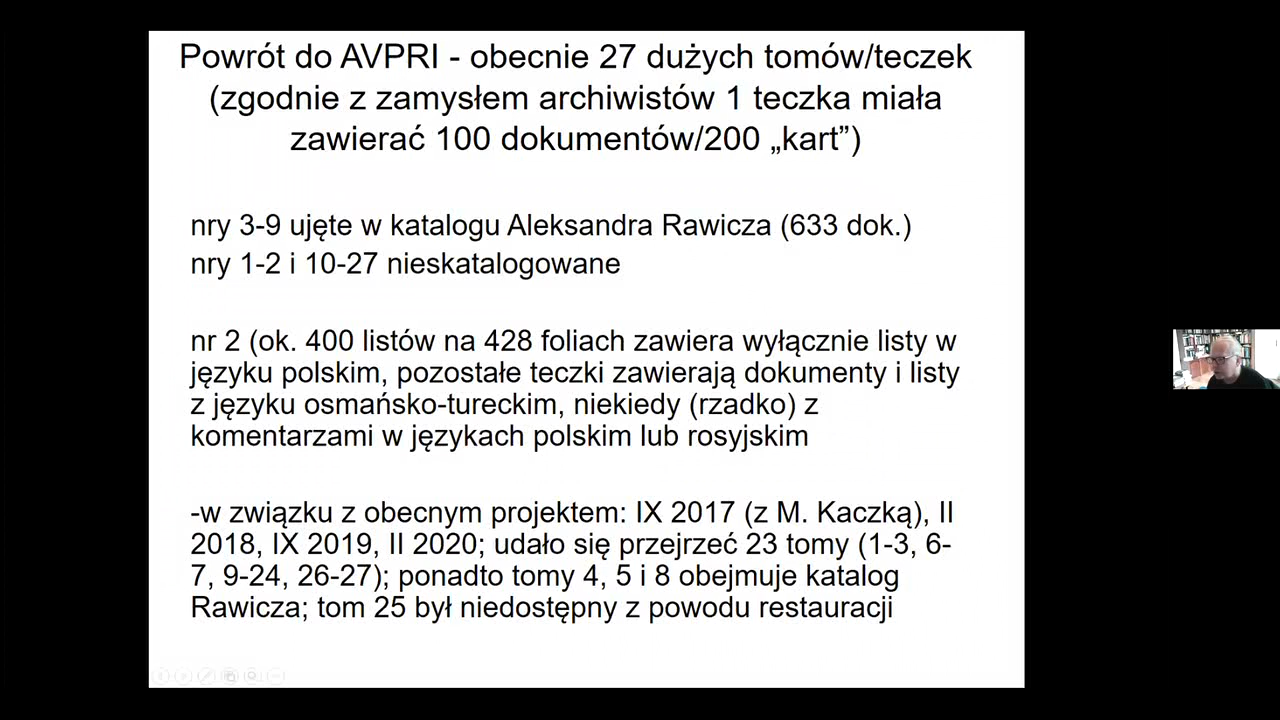 Powrót do AVPRI - obecnie 27 dużych tomów/teczek
(zgodnie z zamysłem archiwistów 1 teczka miała
zawierać 100 dokumentów/200 „kart”)
nry 3-9 ujęte w katalogu Aleksandra Rawicza (633 dok.)
nry 1-2 i 10-27 nieskatalogowane
nr 2 (ok. 400 listów na 428 foliach zawiera wyłącznie listy w
języku polskim, pozostałe teczki zawierają dokumenty i listy
z języku osmańsko-tureckim, niekiedy (rzadko) z
komentarzami w językach polskim lub rosyjskim
-w związku z obecnym projektem: IX 2017 (z M. Kaczką), II
2018, IX 2019, II 2020; udało się przejrzeć 23 tomy (1-3, 6-
7, 9-24, 26-27); ponadto tomy 4, 5 i 8 obejmuje katalog
Rawicza; tom 25 był niedostępny z powodu restauracji